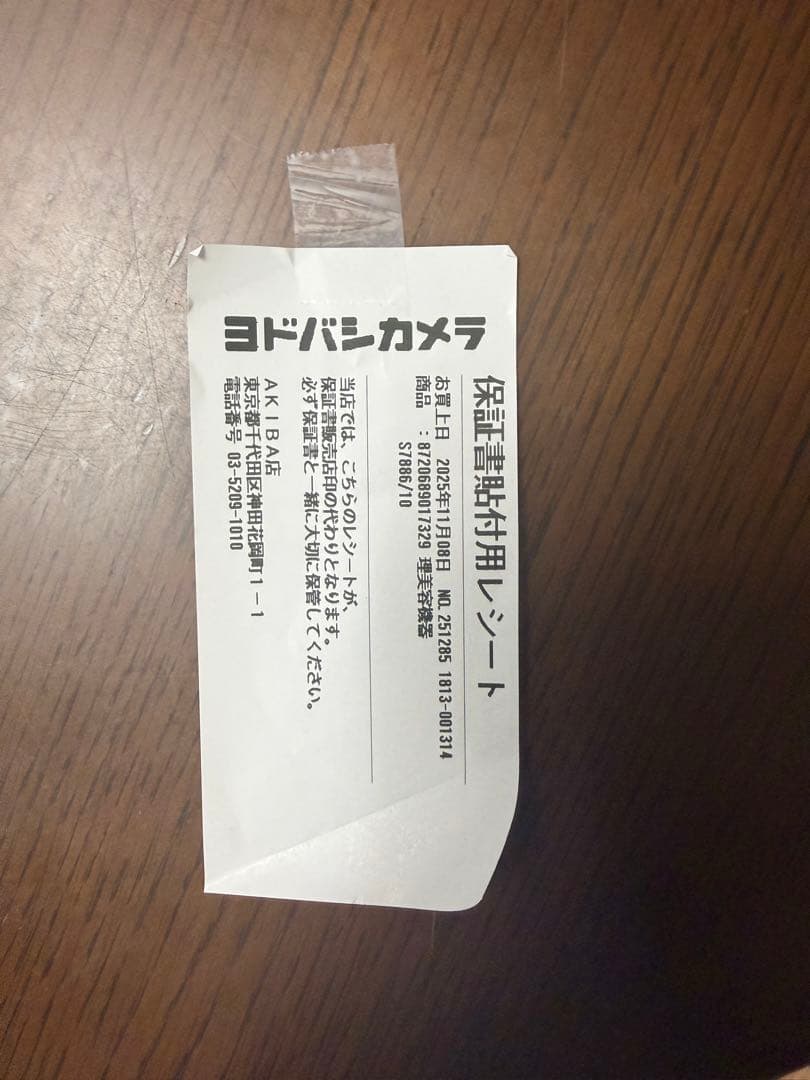 保証書貼付用レシート
お買上日 2025年11月08日 NO.251285 1813-001314
商品 :8720689017329 理美容機器
S7886/10
当店では、こちらのレシートが、
保証書販売店印の代わりとなります。
必ず保証書と一緒に大切に保管してください。
AKIBA店
東京都千代田区神田花岡町1-1
電話番号 03-5209-1010
ヨドバシカメラ